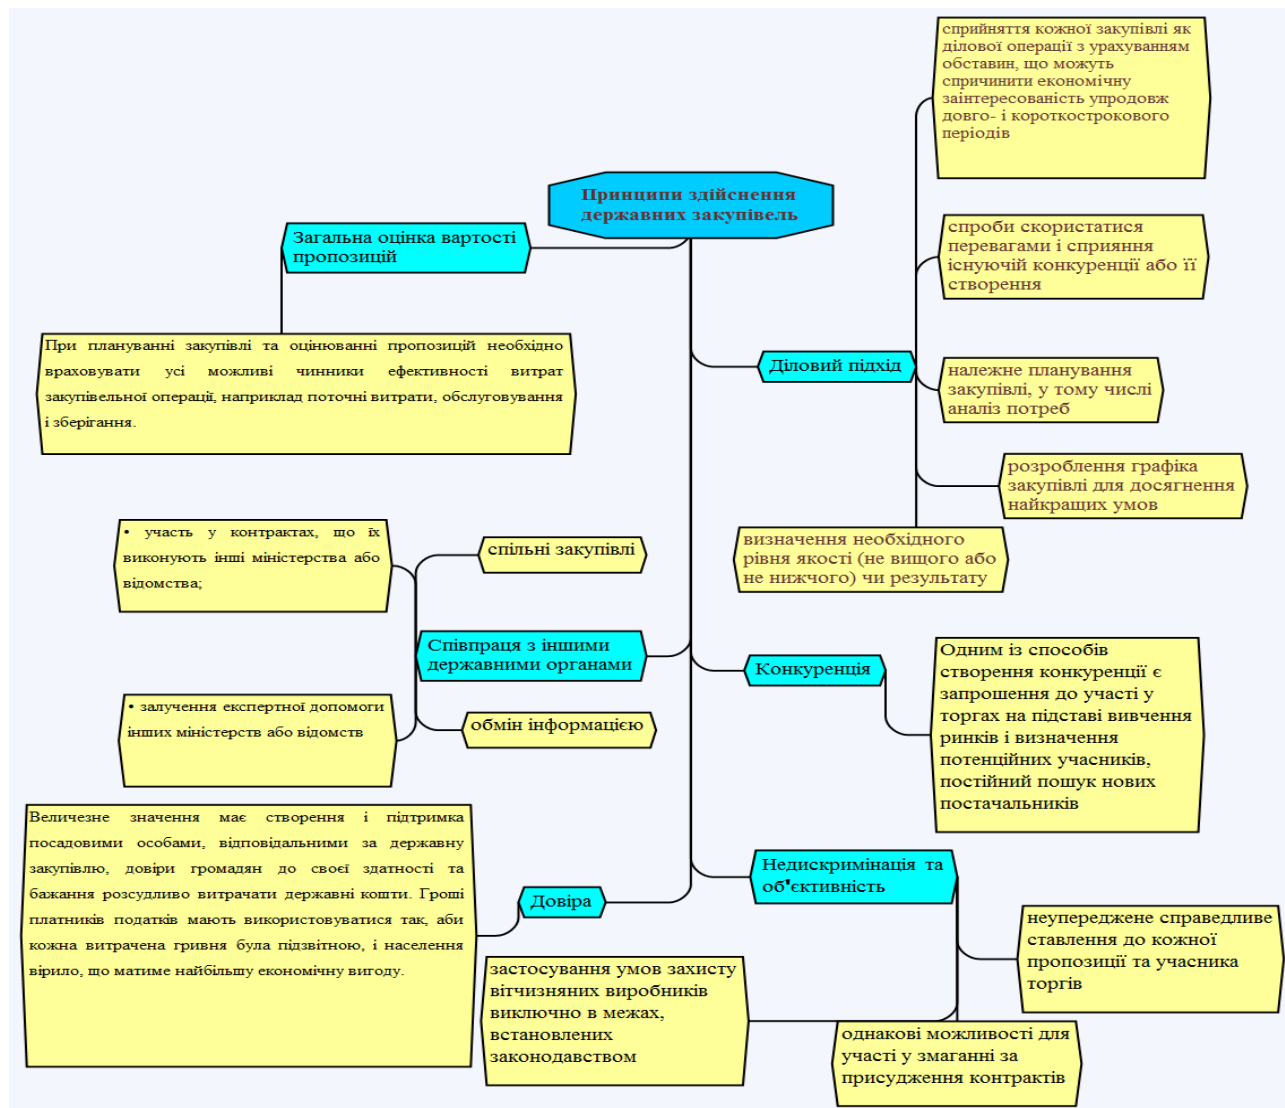 Принципи здійснення
державних закупівель
Загальна оцінка вартості
пропозицій
При плануванні закупівлі та оцінюванні пропозицій необхідно
враховувати усі можливі чинники ефективності витрат
закупівельної операції, наприклад поточні витрати, обслуговування
і зберігання.
Діловий підхід
сприйняття кожної закупівлі як
ділової операції з урахуванням
обставин, що можуть
спричинити економічну
заінтересованість упродовж
довго- і короткострокового
періодів
спроби скористатися
перевагами і сприяння
існуючій конкуренції або її
створення
належне планування
закупівлі, у тому числі
аналіз потреб
розроблення графіка
закупівлі для досягнення
найкращих умов
визначення необхідного
рівня якості (не вищого або
не нижчого) чи результату
Співпраця з іншими
державними органами
• участь у контрактах, що їх
виконують інші міністерства або
відомства;
спільні закупівлі
• залучення експертної допомоги
інших міністерств або відомств
обмін інформацією
Конкуренція
Одним із способів
створення конкуренції є
запрошення до участі у
торгах на підставі вивчення
ринків і визначення
потенційних учасників,
постійний пошук нових
постачальників
Довіра
Величезне значення має створення і підтримка
посадовими особами, відповідальними за державну
закупівлю, довіри громадян до своєї здатності та
бажання розсудливо витрачати державні кошти. Гроші
платників податків мають використовуватися так, аби
кожна витрачена гривня була підзвітною, і населення
вірило, що матиме найбільшу економічну вигоду.
Недискримінація та
об'єктивність
неупереджене справедливе
ставлення до кожної
пропозиції та учасника
торгів
застосування умов захисту
вітчизняних виробників
виключно в межах,
встановлених
законодавством
однакові можливості для
участі у змаганні за
присудження контрактів